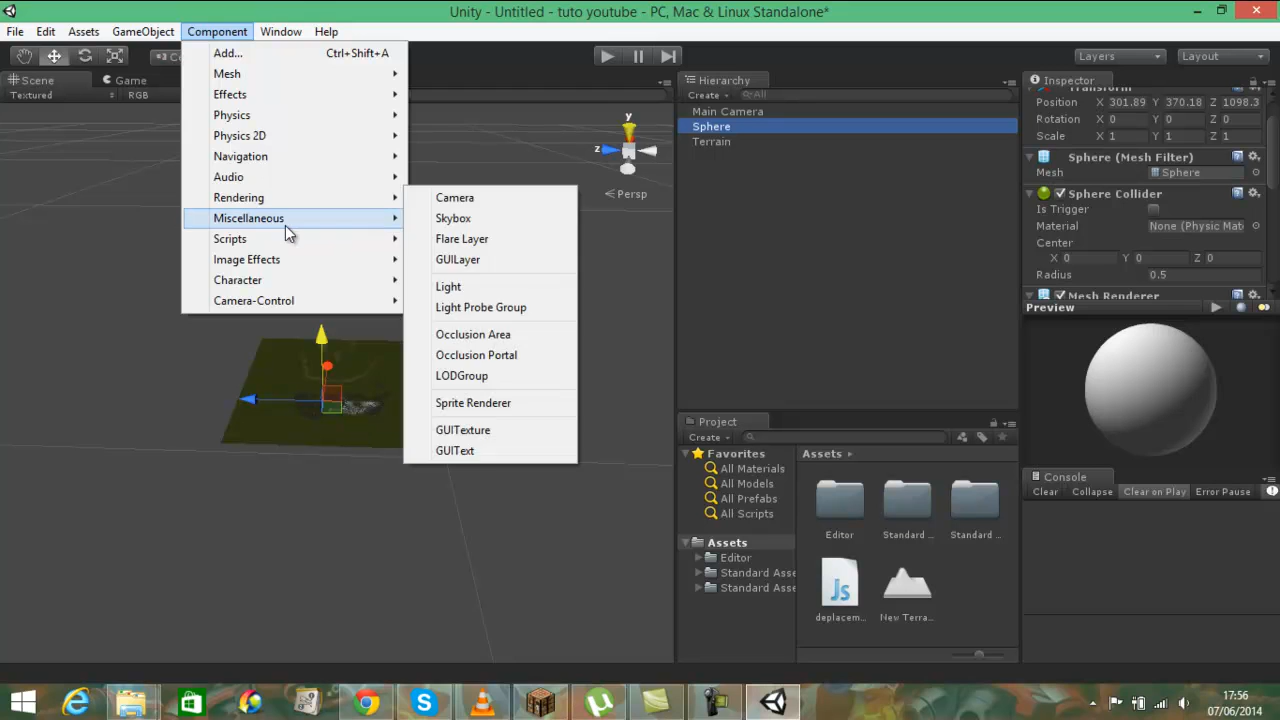 Unity - Untitled - tuto youtube - PC, Mac & Linux Standalone*
File Edit Assets GameObject Component Window Help
Layers Layout
Scene Game
Textured RGB
Add... Ctrl+Shift+A
Mesh
Effects
Physics
Physics 2D
Navigation
Audio
Rendering
Miscellaneous
Scripts
Image Effects
Character
Camera-Control
Camera
Skybox
Flare Layer
GUILayer
Light
Light Probe Group
Occlusion Area
Occlusion Portal
LODGroup
Sprite Renderer
GUITexture
GUIText
y
z
Persp
Hierarchy
Create All
Main Camera
Sphere
Terrain
Project
Create
Favorites
All Materials
All Models
All Prefabs
All Scripts
Assets
Editor
Standard Asse
Standard Asse
Assets
Editor Standard ... Standard ...
Js
deplacem... New Terra...
Inspector
Transform
Position X 301.89 Y 370.18 Z 1098.3
Rotation X 0 Y 0 Z 0
Scale X 1 Y 1 Z 1
Sphere (Mesh Filter)
Mesh Sphere
Sphere Collider
Is Trigger
Material None (Physic Mat
Center
X 0 Y 0 Z 0
Radius 0.5
Mesh Renderer
Preview
Console
Clear Collapse Clear on Play Error Pause
17:56
07/06/2014